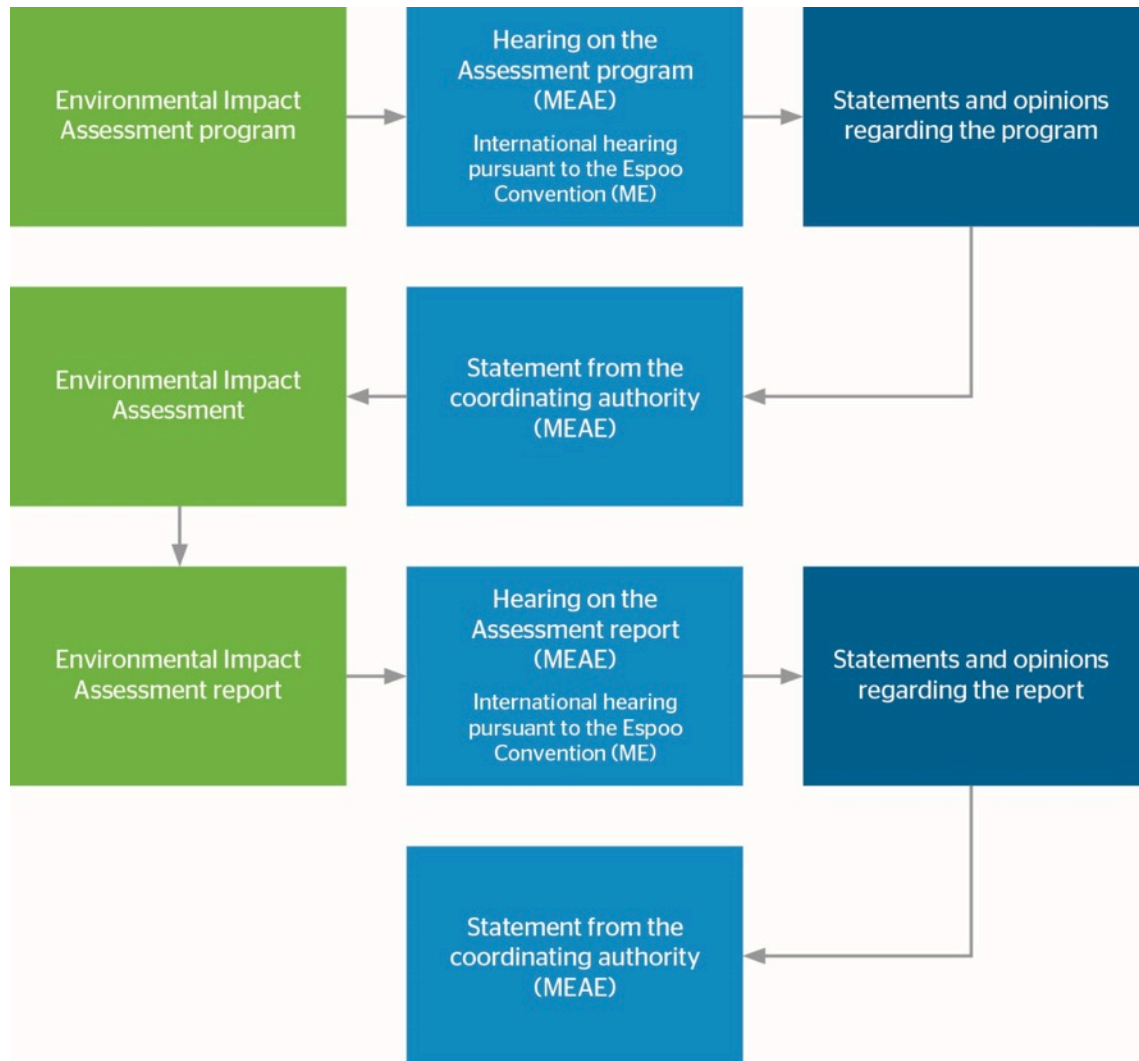 Environmental Impact
Assessment program
Hearing on the
Assessment program
(MEAE)
International hearing
pursuant to the Espoo
Convention (ME)
Statements and opinions
regarding the program
Environmental Impact
Assessment
Statement from the
coordinating authority
(MEAE)
Environmental Impact
Assessment report
Hearing on the
Assessment report
(MEAE)
International hearing
pursuant to the Espoo
Convention (ME)
Statements and opinions
regarding the report
Statement from the
coordinating authority
(MEAE)